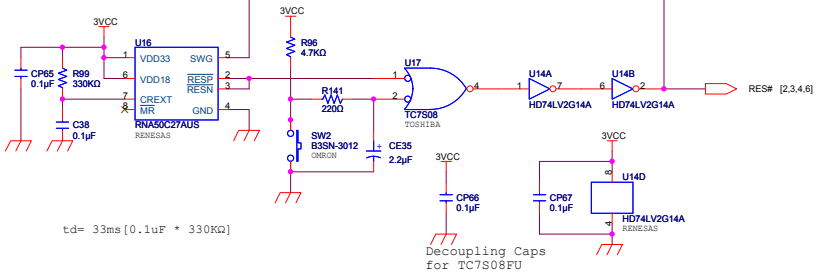 3VCC
U16
1 VDD33 SWG 5
6 VDD18 RESP 2
RESN 3
7 CREXT GND 4
8 MR
RNA50C27AUS
RENESAS
CP65
0.1µF
R99
330KΩ
C38
0.1µF
td= 33ms[0.1uF * 330KΩ]
3VCC
R96
4.7KΩ
R141
220Ω
SW2
B3SN-3012
OMRON
CE35
+
2.2µF
U17
1
2
4
TC7S08
TOSHIBA
U14A
1 7
HD74LV2G14A
U14B
6 2
HD74LV2G14A
RES# [2,3,4,6]
3VCC
CP66
0.1µF
Decoupling Caps
for TC7S08FU
3VCC
CP67
0.1µF
8
U14D
4
HD74LV2G14A
RENESAS